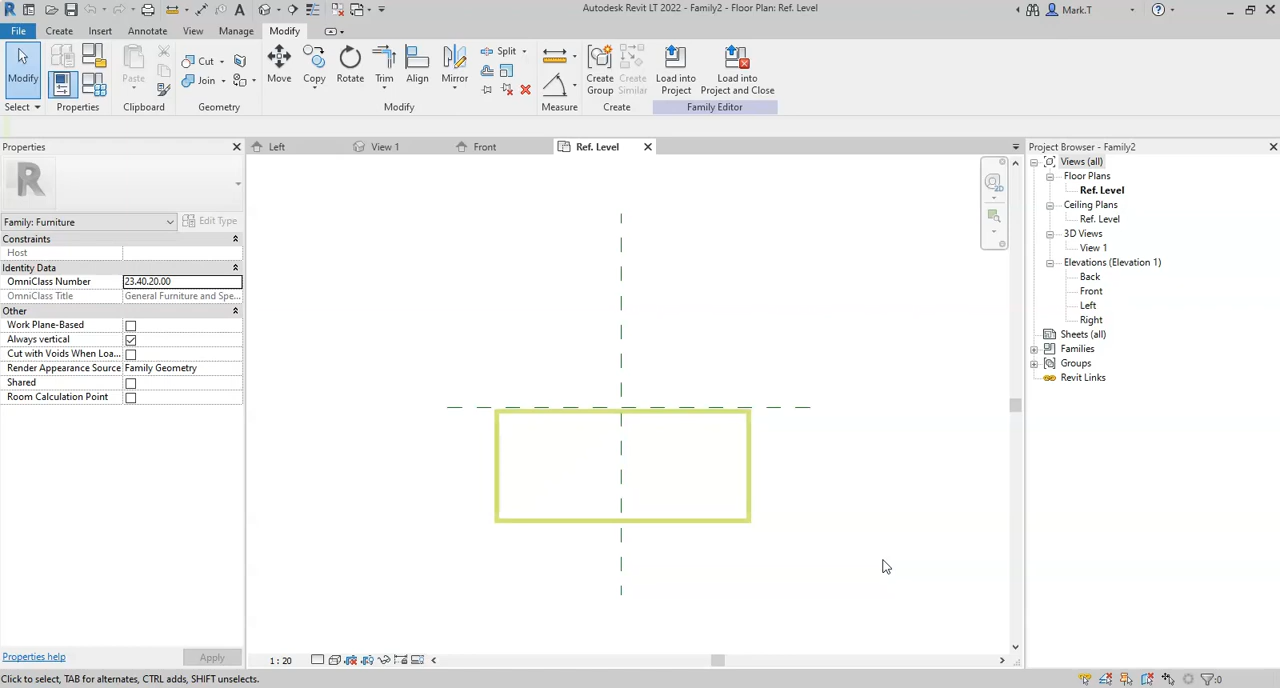 Autodesk Revit LT 2022 - Family2 - Floor Plan: Ref. Level
Mark.T
File Create Insert Annotate View Manage Modify
Modify
Paste
Cut
Join
Move Copy Rotate Trim Align Mirror
Split
Create Group
Create Similar
Load into Project
Load into Project and Close
Select Properties Clipboard Geometry Modify Measure Create Family Editor
Properties
Left View 1 Front Ref. Level
Project Browser - Family2
R
Family: Furniture Edit Type
Constraints
Host
Identity Data
OmniClass Number 23.40.20.00
OmniClass Title General Furniture and Spe...
Other
Work Plane-Based
Always vertical
Cut with Voids When Loa...
Render Appearance Source Family Geometry
Shared
Room Calculation Point
2D
Views (all)
Floor Plans
Ref. Level
Ceiling Plans
Ref. Level
3D Views
View 1
Elevations (Elevation 1)
Back
Front
Left
Right
Sheets (all)
Families
Groups
Revit Links
Properties help Apply
1 : 20
Click to select, TAB for alternates, CTRL adds, SHIFT unselects.
:0